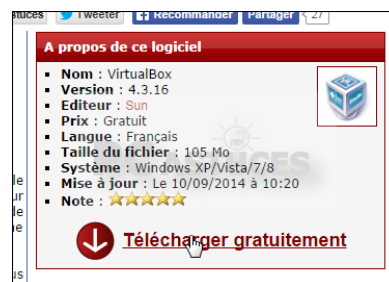 Tweeter Recommander Partager 27
A propos de ce logiciel
Nom : VirtualBox
Version : 4.3.16
Editeur : Sun
Prix : Gratuit
Langue : Français
Taille du fichier : 105 Mo
Système : Windows XP/Vista/7/8
Mise à jour : Le 10/09/2014 à 10:20
Note :
Télécharger gratuitement